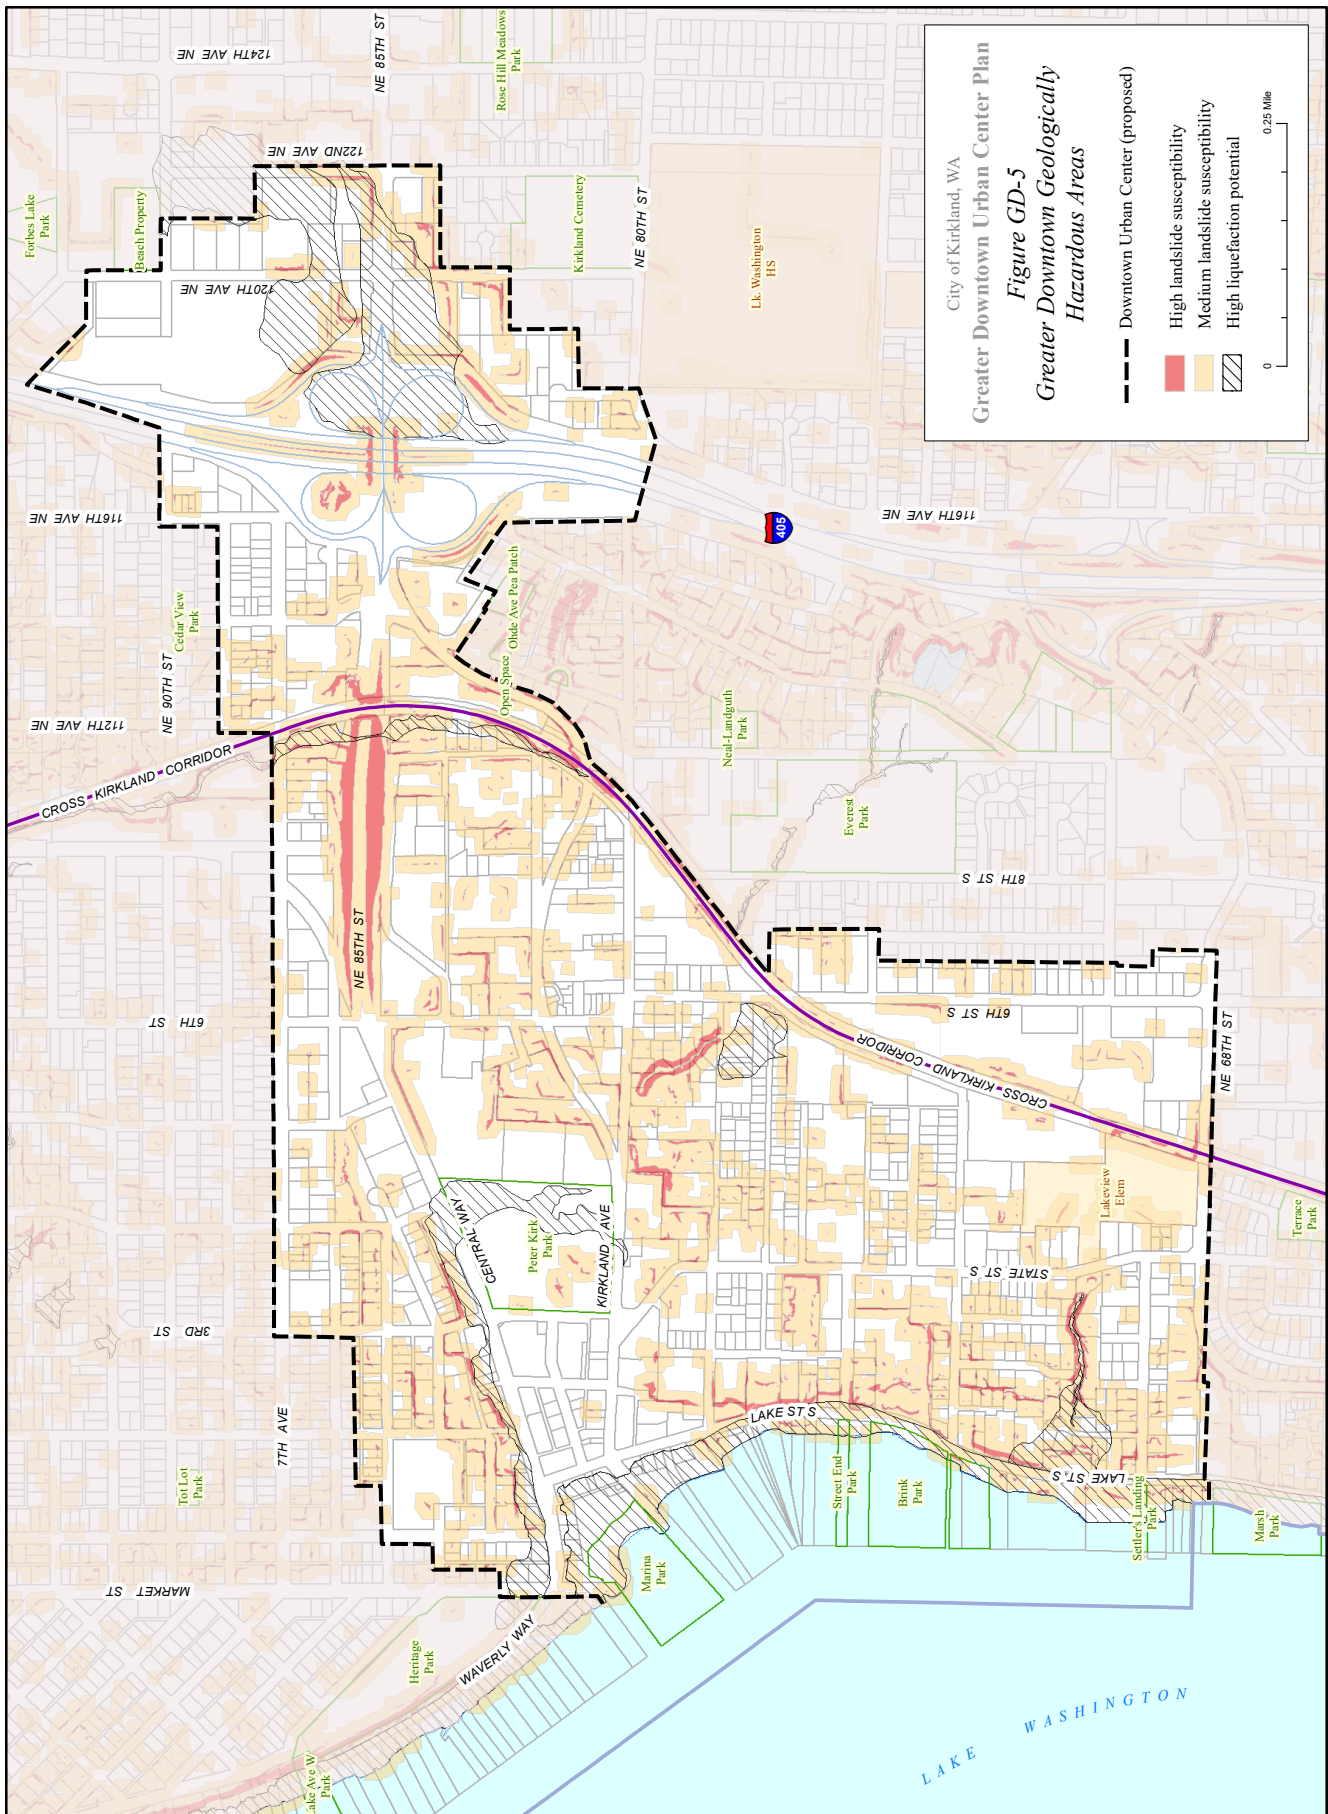 City of Kirkland, WA
Greater Downtown Urban Center Plan
Figure GD-5
Greater Downtown Geologically
Hazardous Areas
Downtown Urban Center (proposed)
High landslide susceptibility
Medium landslide susceptibility
High liquefaction potential
0
0.25 Mile
124TH AVE NE
NE 85TH ST
Rose Hill Meadows
Park
122ND AVE NE
Forbes Lake
Park
Beach Property
120TH AVE NE
Kirkland Cemetery
NE 80TH ST
Lk. Washington
HS
116TH AVE NE
116TH AVE NE
405
Cedar View
Park
NE 90TH ST
112TH AVE NE
Ohde Ave Pea Patch
Open Space
Neal-Landguth
Park
CROSS KIRKLAND CORRIDOR
Everest
Park
8TH ST S
NE 85TH ST
6TH ST
6TH ST S
NE 68TH ST
CROSS KIRKLAND CORRIDOR
Lakeview
Elem
Terrace
Park
CENTRAL WAY
Peter Kirk
Park
KIRKLAND AVE
STATE ST S
3RD ST
7TH AVE
LAKE ST S
LAKE ST S
Tot Lot
Park
Street End
Park
Brink
Park
Settler's Landing
Park
Marsh
Park
Marina
Park
MARKET ST
WAVERLY WAY
Heritage
Park
Lake Ave W
Park
LAKE WASHINGTON